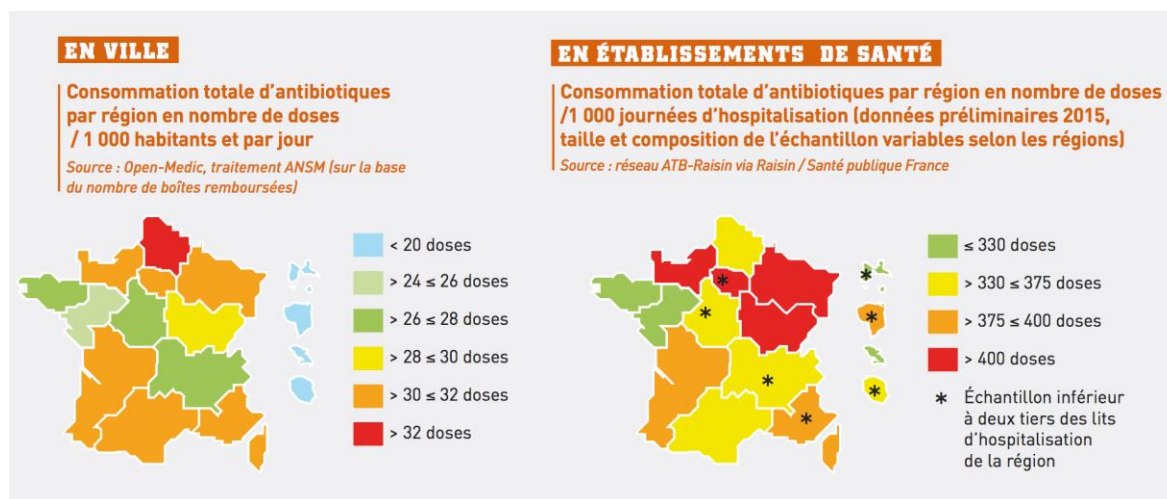 EN VILLE
Consommation totale d'antibiotiques
par région en nombre de doses
/ 1 000 habitants et par jour
Source : Open-Medic, traitement ANSM (sur la base
du nombre de boîtes remboursées)
< 20 doses
> 24 ≤ 26 doses
> 26 ≤ 28 doses
> 28 ≤ 30 doses
> 30 ≤ 32 doses
> 32 doses
EN ÉTABLISSEMENTS DE SANTÉ
Consommation totale d'antibiotiques par région en nombre de doses
/1 000 journées d'hospitalisation (données préliminaires 2015,
taille et composition de l'échantillon variables selon les régions)
Source : réseau ATB-Raisin via Raisin / Santé publique France
≤ 330 doses
> 330 ≤ 375 doses
> 375 ≤ 400 doses
> 400 doses
* Échantillon inférieur
à deux tiers des lits
d'hospitalisation
de la région